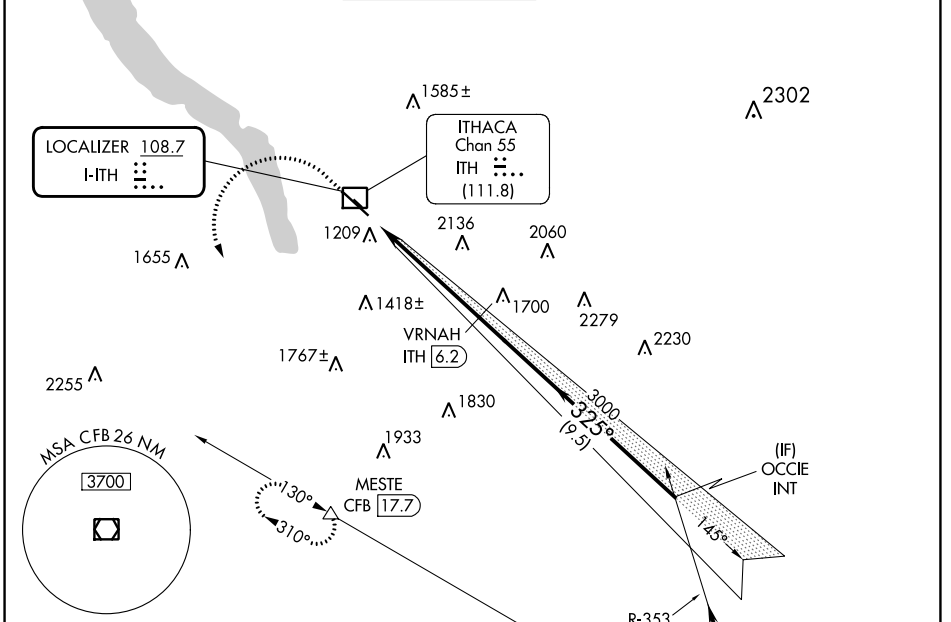 1585±
2302
LOCALIZER 108.7
I-ITH
ITHACA
Chan 55
ITH
(111.8)
1209
2136
2060
1655
1418±
1700
2279
VRNAH
ITH 6.2
2230
1767±
2255
1830
3000
325°
(9.5)
1933
MSA CFB 26 NM
3700
(IF)
OCCIE
INT
MESTE
CFB 17.7
130°
310°
145°
R-353